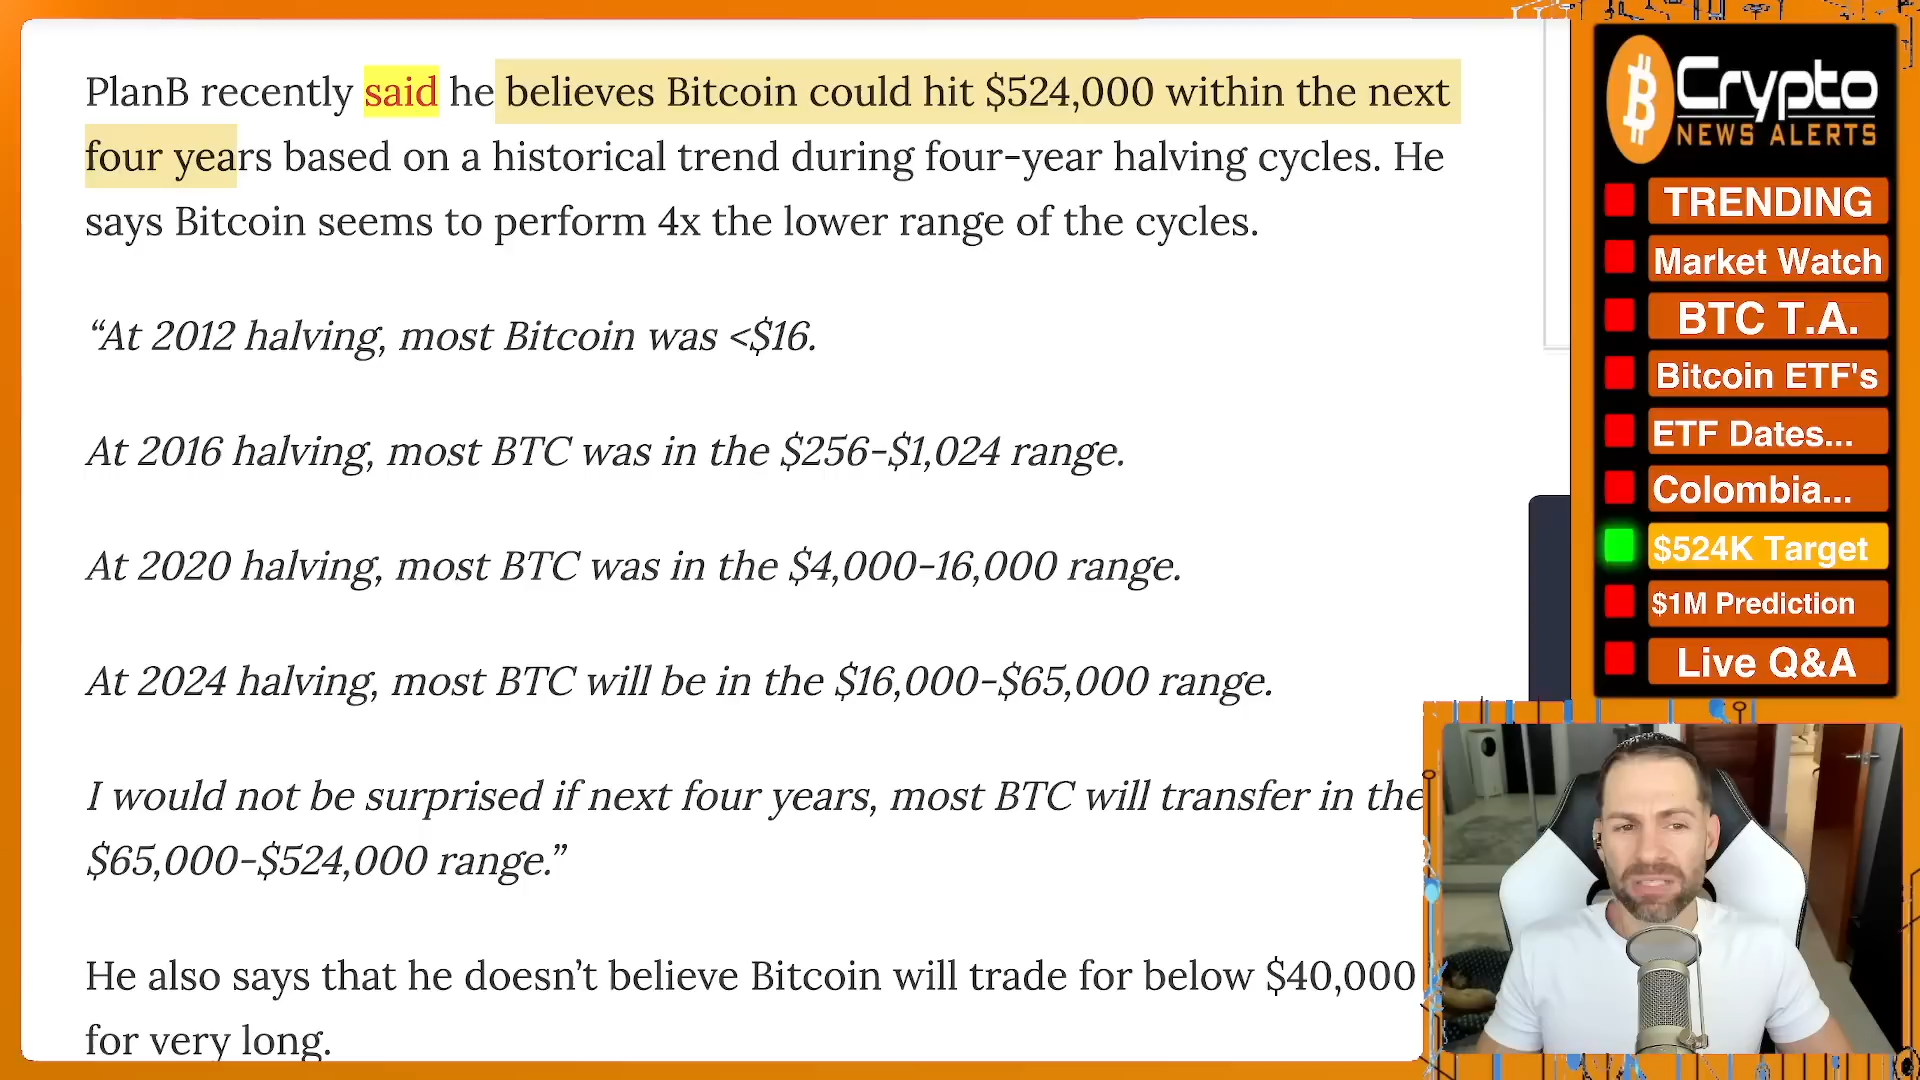 PlanB recently said he believes Bitcoin could hit $524,000 within the next
four years based on a historical trend during four-year halving cycles. He
says Bitcoin seems to perform 4x the lower range of the cycles.
“At 2012 halving, most Bitcoin was <$16.
At 2016 halving, most BTC was in the $256-$1,024 range.
At 2020 halving, most BTC was in the $4,000-16,000 range.
At 2024 halving, most BTC will be in the $16,000-$65,000 range.
I would not be surprised if next four years, most BTC will transfer in the
$65,000-$524,000 range.”
He also says that he doesn’t believe Bitcoin will trade for below $40,000
for very long.
Crypto
NEWS ALERTS
TRENDING
Market Watch
BTC T.A.
Bitcoin ETF's
ETF Dates...
Colombia...
$524K Target
$1M Prediction
Live Q&A